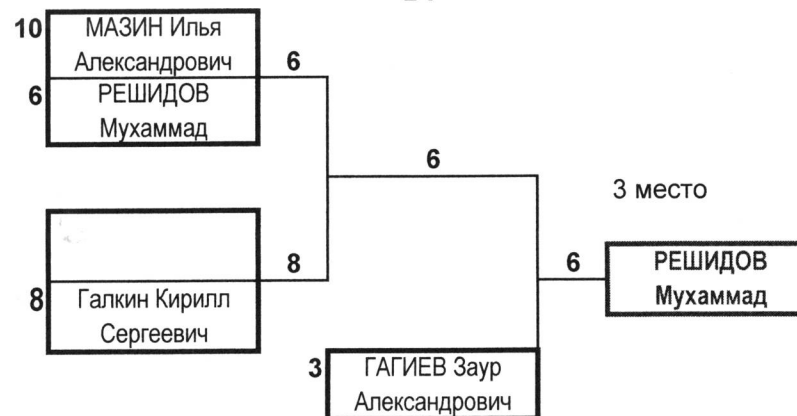 10 МАЗИН Илья
Александрович
6
6 РЕШИДОВ
Мухаммад
6
3 место
8
8 Галкин Кирилл
Сергеевич
6
РЕШИДОВ
Мухаммад
3 ГАГИЕВ Заур
Александрович